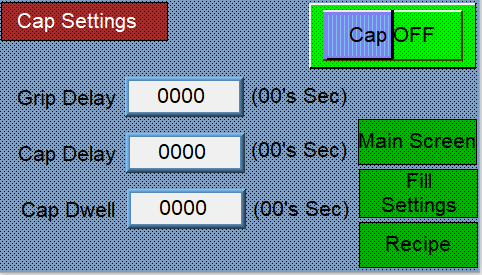 Cap Settings
Cap OFF
Grip Delay 0000 (00's Sec)
Cap Delay 0000 (00's Sec)
Main Screen
Fill
Settings
Cap Dwell 0000 (00's Sec)
Recipe